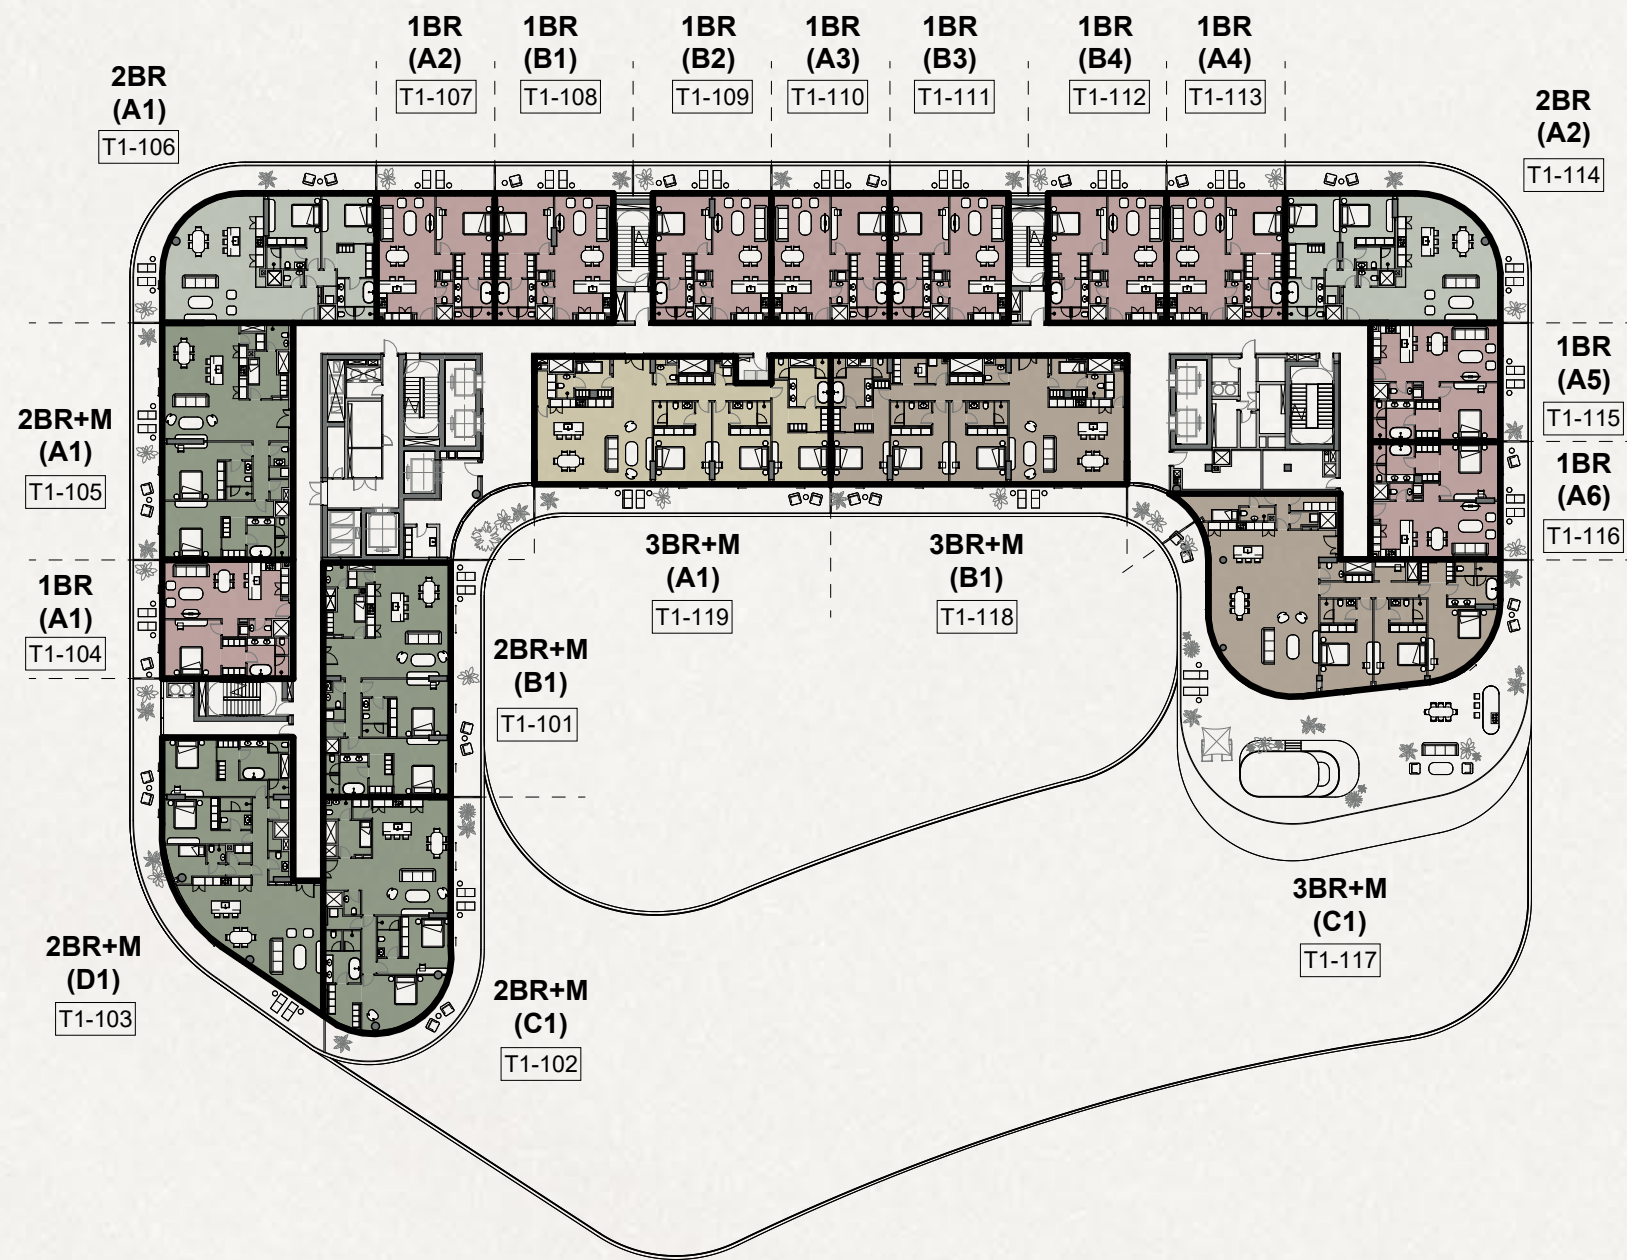 1BR
(A2)
T1-107
1BR
(B1)
T1-108
1BR
(B2)
T1-109
1BR
(A3)
T1-110
1BR
(B3)
T1-111
1BR
(B4)
T1-112
1BR
(A4)
T1-113
2BR
(A1)
T1-106
2BR
(A2)
T1-114
1BR
(A5)
T1-115
2BR+M
(A1)
T1-105
1BR
(A6)
T1-116
3BR+M
(A1)
T1-119
3BR+M
(B1)
T1-118
1BR
(A1)
T1-104
2BR+M
(B1)
T1-101
3BR+M
(C1)
T1-117
2BR+M
(D1)
T1-103
2BR+M
(C1)
T1-102